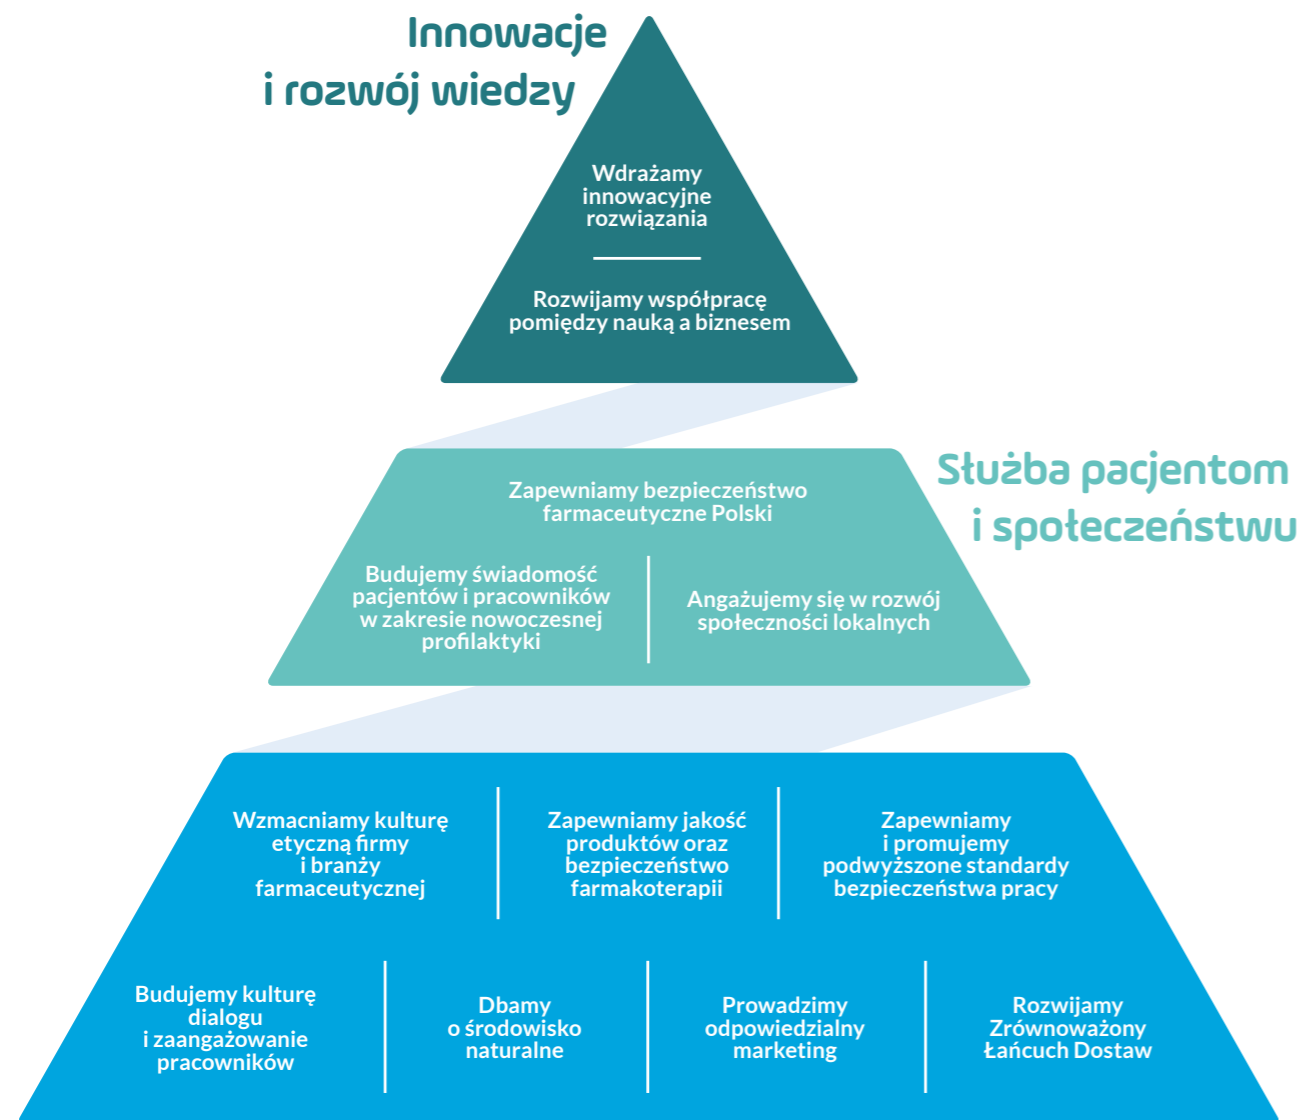 Innowacje
i rozwój wiedzy
Wdrażamy
innowacyjne
rozwiązania
Rozwijamy współpracę
pomiędzy nauką a biznesem
Służba pacjentom
i społeczeństwu
Zapewniamy bezpieczeństwo
farmaceutyczne Polski
Budujemy świadomość
pacjentów i pracowników
w zakresie nowoczesnej
profilaktyki
Angażujemy się w rozwój
społeczności lokalnych
Wzmacniamy kulturę
etyczną firmy
i branży
farmaceutycznej
Zapewniamy jakość
produktów oraz
bezpieczeństwo
farmakoterapii
Zapewniamy
i promujemy
podwyższone standardy
bezpieczeństwa pracy
Budujemy kulturę
dialogu
i zaangażowanie
pracowników
Dbamy
o środowisko
naturalne
Prowadzimy
odpowiedzialny
marketing
Rozwijamy
Zrównoważony
Łańcuch Dostaw